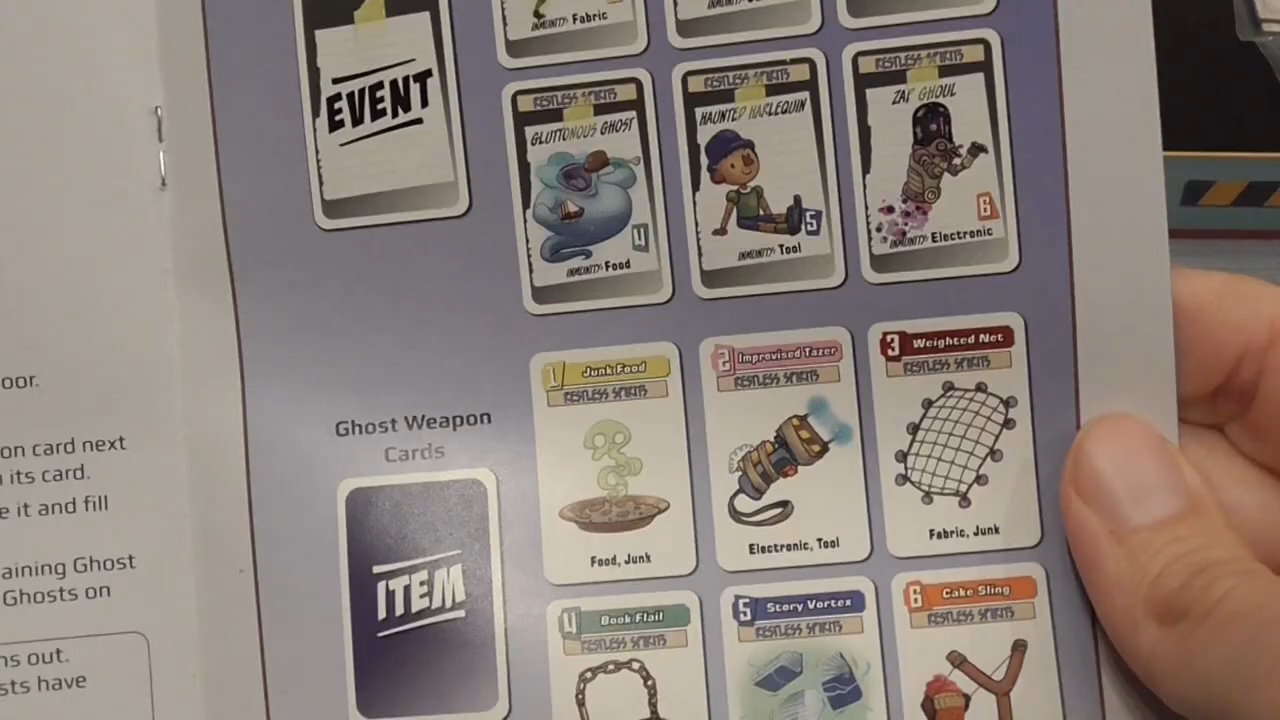 IMMUNITY: Fabric
EVENT
RESTLESS SPIRITS
GLUTTONOUS GHOST
4
IMMUNITY: Food
RESTLESS SPIRITS
HAUNTED HARLEQUIN
5
IMMUNITY: Tool
RESTLESS SPIRITS
ZAP GHOUL
6
IMMUNITY: Electronic
oor.
on card next
its card.
e it and fill
aining Ghost
Ghosts on
ns out.
sts have
Ghost Weapon
Cards
ITEM
1 Junk Food
RESTLESS SPIRITS
Food, Junk
2 Improvised Tazer
RESTLESS SPIRITS
Electronic, Tool
3 Weighted Net
RESTLESS SPIRITS
Fabric, Junk
4 Book Flail
RESTLESS SPIRITS
5 Story Vortex
RESTLESS SPIRITS
6 Cake Sling
RESTLESS SPIRITS